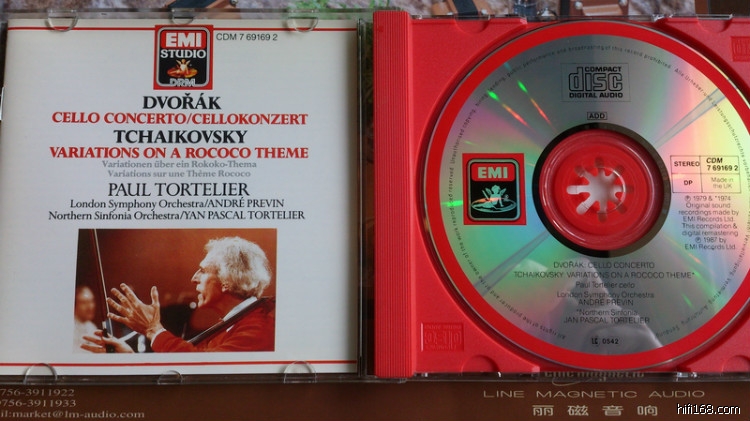 EMI
STUDIO
DRM
CDM 7 69169 2
DVOŘÁK
CELLO CONCERTO/CELLOKONZERT
TCHAIKOVSKY
VARIATIONS ON A ROCOCO THEME
Variationen über ein Rokoko-Thema
Variations sur une Thème Rococo
PAUL TORTELIER
London Symphony Orchestra/ANDRÉ PREVIN
Northern Sinfonia Orchestra/YAN PASCAL TORTELIER
COMPACT
disc
DIGITAL AUDIO
ADD
EMI
STEREO
CDM
7 69169 2
DP
Made in
the UK
℗ 1979 & *1974
Original sound
recordings made by
EMI Records Ltd.
This compilation &
digital remastering
℗ 1987 by
EMI Records Ltd.
DVOŘÁK: CELLO CONCERTO
TCHAIKOVSKY: VARIATIONS ON A ROCOCO THEME*
Paul Tortelier cello
London Symphony Orchestra
ANDRÉ PREVIN
*Northern Sinfonia
JAN PASCAL TORTELIER
0542
0756-3911922
0756-3911933
il:market@lm-audio.com
LINE MAGNETIC AUDIO
丽磁音响
hifi168.com